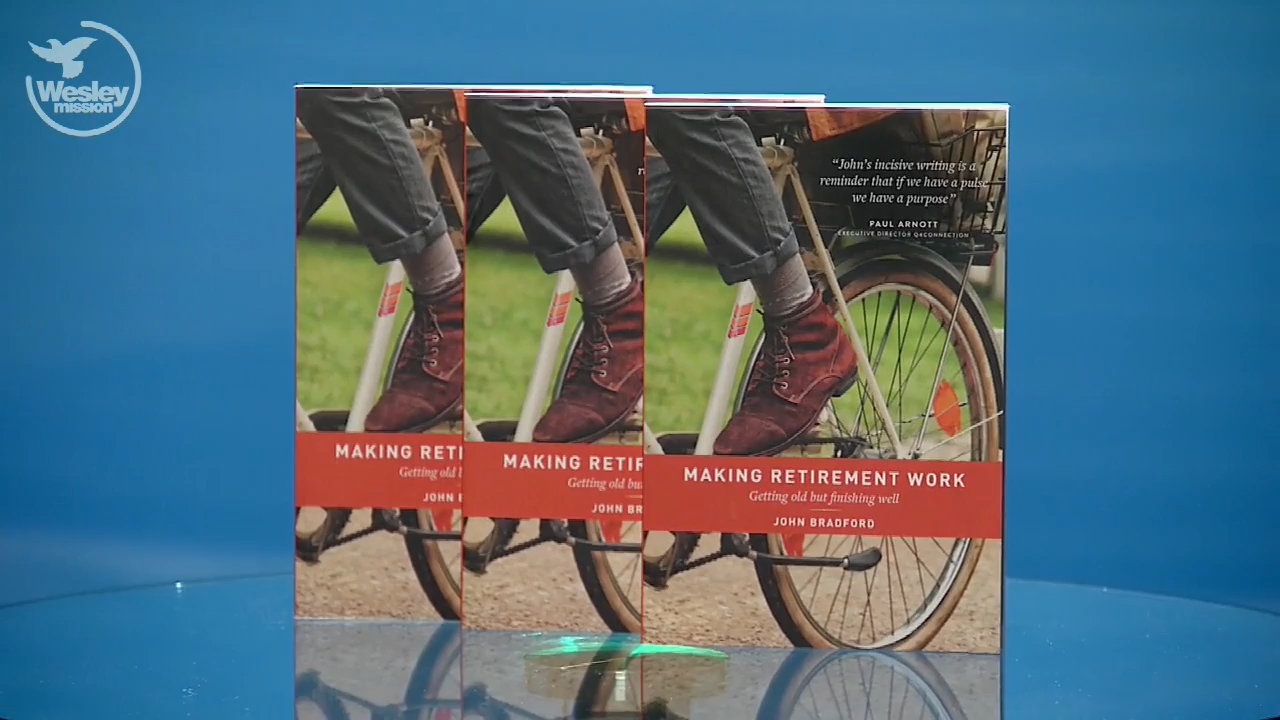 Wesley
mission
MAKING RETI
Getting old
JOHN
MAKING RETIR
Getting old bu
JOHN BR
"John's incisive writing is a
reminder that if we have a pulse
we have a purpose"
PAUL ARNOTT
EXECUTIVE DIRECTOR Q4CONNECTION
MAKING RETIREMENT WORK
Getting old but finishing well
JOHN BRADFORD